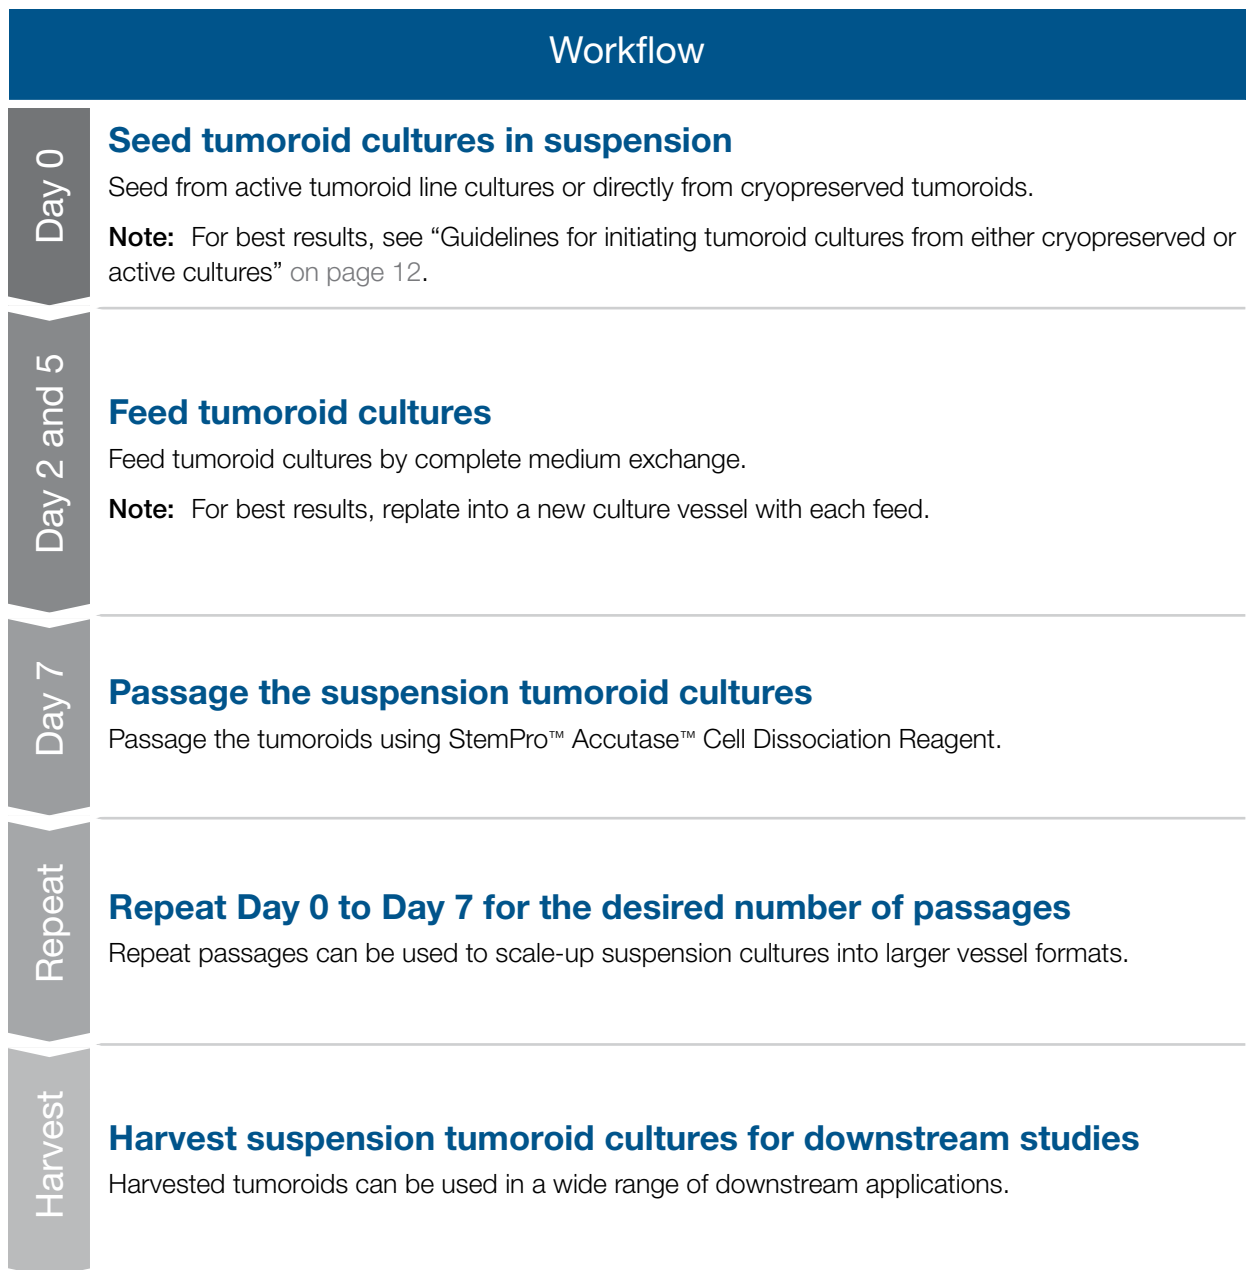 Workflow
Day 0
Seed tumoroid cultures in suspension
Seed from active tumoroid line cultures or directly from cryopreserved tumoroids.
Note: For best results, see “Guidelines for initiating tumoroid cultures from either cryopreserved or
active cultures” on page 12.
Day 2 and 5
Feed tumoroid cultures
Feed tumoroid cultures by complete medium exchange.
Note: For best results, replate into a new culture vessel with each feed.
Day 7
Passage the suspension tumoroid cultures
Passage the tumoroids using StemPro™ Accutase™ Cell Dissociation Reagent.
Repeat
Repeat Day 0 to Day 7 for the desired number of passages
Repeat passages can be used to scale-up suspension cultures into larger vessel formats.
Harvest
Harvest suspension tumoroid cultures for downstream studies
Harvested tumoroids can be used in a wide range of downstream applications.